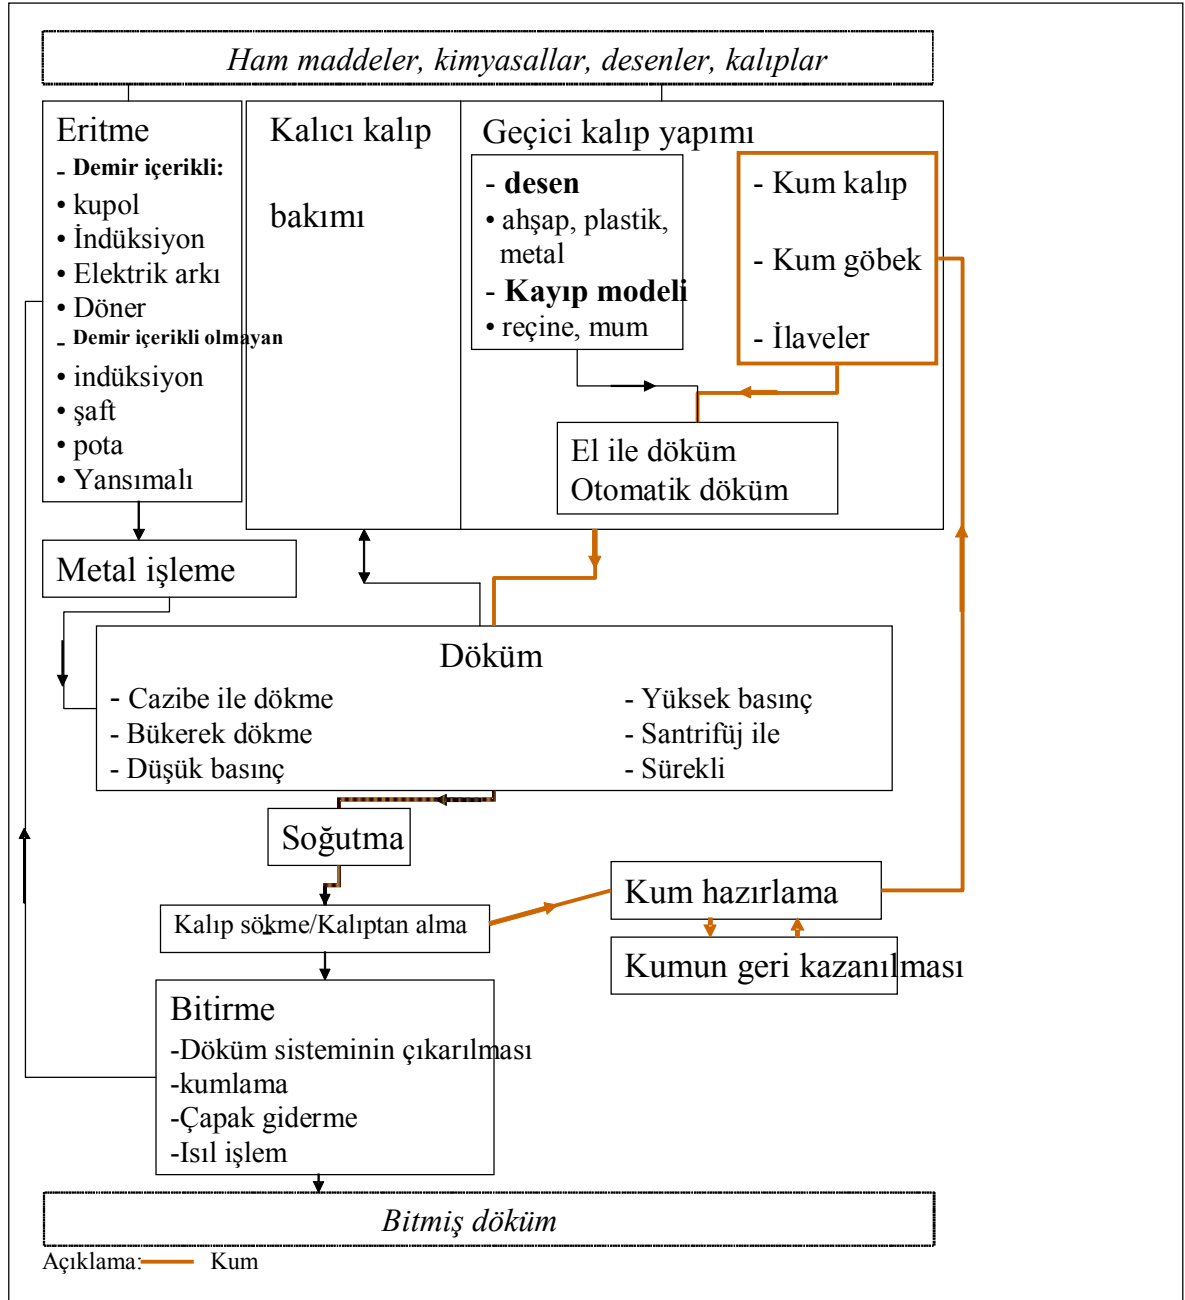 Ham maddeler, kimyasallar, desenler, kalıplar
Eritme
- Demir içerikli:
• kupol
• İndüksiyon
• Elektrik arkı
• Döner
- Demir içerikli olmayan
• indüksiyon
• şaft
• pota
• Yansımalı
Kalıcı kalıp
bakımı
Geçici kalıp yapımı
- desen
• ahşap, plastik,
metal
- Kayıp modeli
• reçine, mum
- Kum kalıp
- Kum göbek
- İlaveler
El ile döküm
Otomatik döküm
Metal işleme
Döküm
- Cazibe ile dökme
- Bükerek dökme
- Düşük basınç
- Yüksek basınç
- Santrifüj ile
- Sürekli
Soğutma
Kalıp sökme/Kalıptan alma
Kum hazırlama
Kumun geri kazanılması
Bitirme
-Döküm sisteminin çıkarılması
-kumlama
-Çapak giderme
-Isıl işlem
Bitmiş döküm
Açıklama: Kum